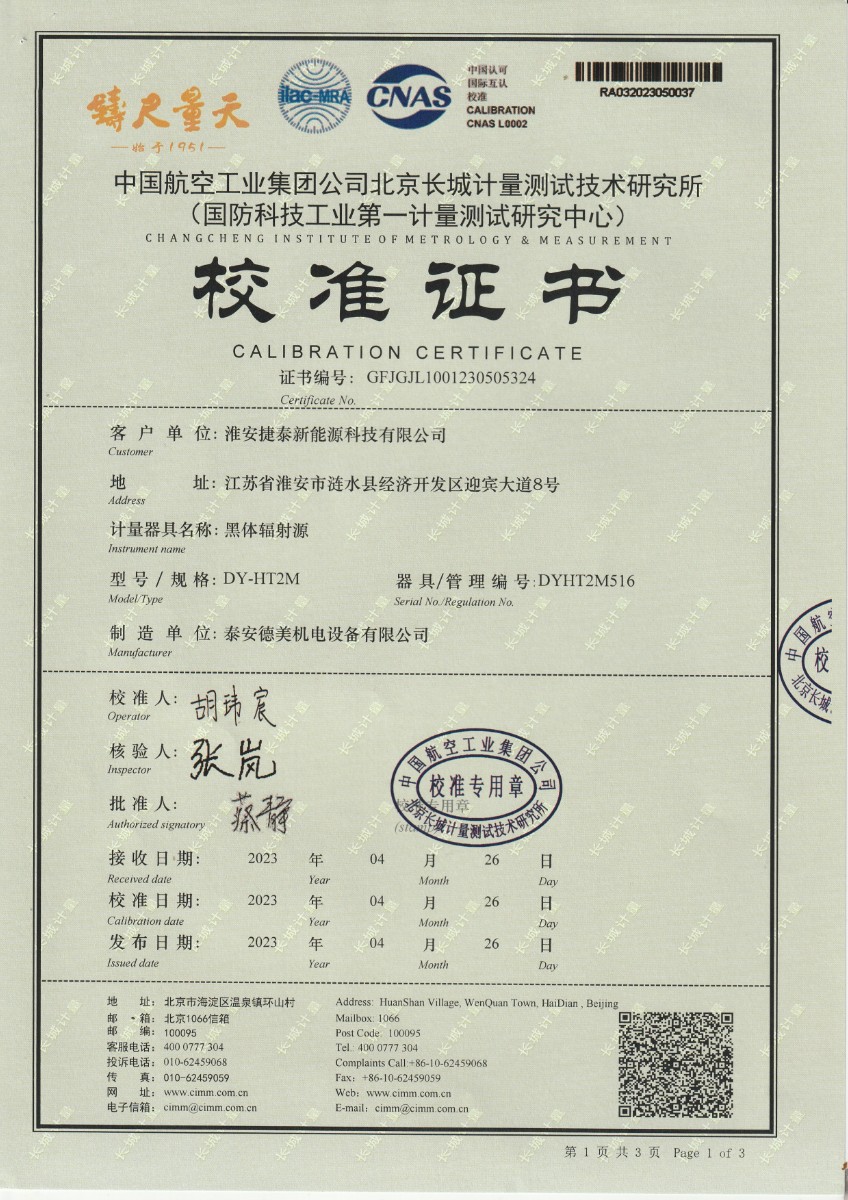 鑄尺量天
始于1951
ilac-MRA
CNAS
中国认可
国际互认
校准
CALIBRATION
CNAS L0002
RA032023050037
中国航空工业集团公司北京长城计量测试技术研究所
（国防科技工业第一计量测试研究中心）
CHANGCHENG INSTITUTE OF METROLOGY & MEASUREMENT
校准证书
CALIBRATION CERTIFICATE
证书编号： GFJGJL1001230505324
Certificate No.
客户单位：淮安捷泰新能源科技有限公司
Customer
地 址：江苏省淮安市涟水县经济开发区迎宾大道8号
Address
计量器具名称：黑体辐射源
Instrument name
型号/规格：DY-HT2M 器具/管理编号:DYHT2M516
Model/Type Serial No./Regulation No.
制造单位：泰安德美机电设备有限公司
Manufacturer
校准人： 胡玮宸
Operator
核验人： 张岚
Inspector
批准人： 蔡静
Authorized signatory
中国航空工业集团公司
校准专用章
北京长城计量测试技术研究所
接收日期： 2023 年 04 月 26 日
Received date Year Month Day
校准日期： 2023 年 04 月 26 日
Calibration date Year Month Day
发布日期： 2023 年 04 月 26 日
Issued date Year Month Day
地 址：北京市海淀区温泉镇环山村 Address: HuanShan Village, WenQuan Town, HaiDian , Beijing
邮 箱：北京1066信箱 Mailbox: 1066
邮 编：100095 Post Code: 100095
客服电话：400 0777 304 Tel: 400 0777 304
投诉电话：010-62459068 Complaints Call:+86-10-62459068
传 真：010-62459059 Fax: +86-10-62459059
网 址：www.cimm.com.cn Web: www.cimm.com.cn
电子信箱：cimm@cimm.com.cn E-mail: cimm@cimm.com.cn
第 1 页 共 3 页 Page 1 of 3